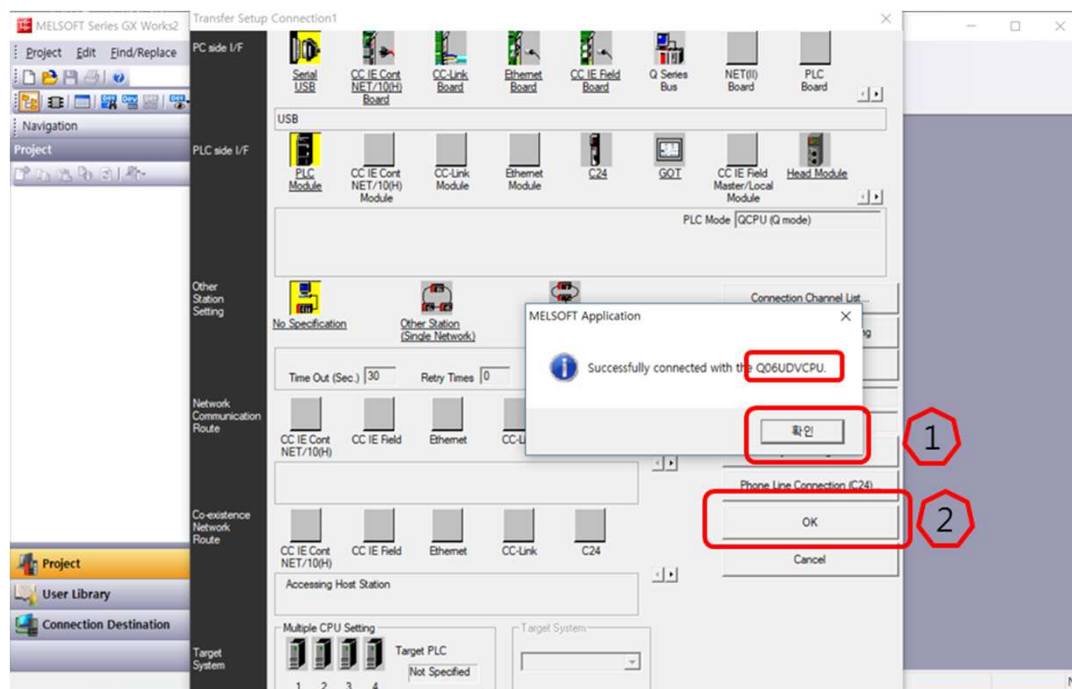 MELSOFT Series GX Works2
Transfer Setup Connection1
Project Edit Find/Replace
Navigation
Project
PC side I/F
Serial USB
CC IE Cont NET/10(H) Board
CC-Link Board
Ethernet Board
CC IE Field Board
Q Series Bus
NET(II) Board
PLC Board
USB
PLC side I/F
PLC Module
CC IE Cont NET/10(H) Module
CC-Link Module
Ethernet Module
C24
GOT
CC IE Field Master/Local Module
Head Module
PLC Mode QCPU (Q mode)
Other Station Setting
No Specification
Other Station (Single Network)
Connection Channel List...
MELSOFT Application
Successfully connected with the Q06UDVCPU.
확인
1
Time Out (Sec.) 30
Retry Times 0
Network Communication Route
CC IE Cont NET/10(H)
CC IE Field
Ethernet
Phone Line Connection (C24)...
OK
2
Cancel
Co-existence Network Route
CC IE Cont NET/10(H)
CC IE Field
Ethernet
CC-Link
C24
Accessing Host Station
Project
User Library
Connection Destination
Target System
Multiple CPU Setting
1 2 3 4
Target PLC
Not Specified
Target System